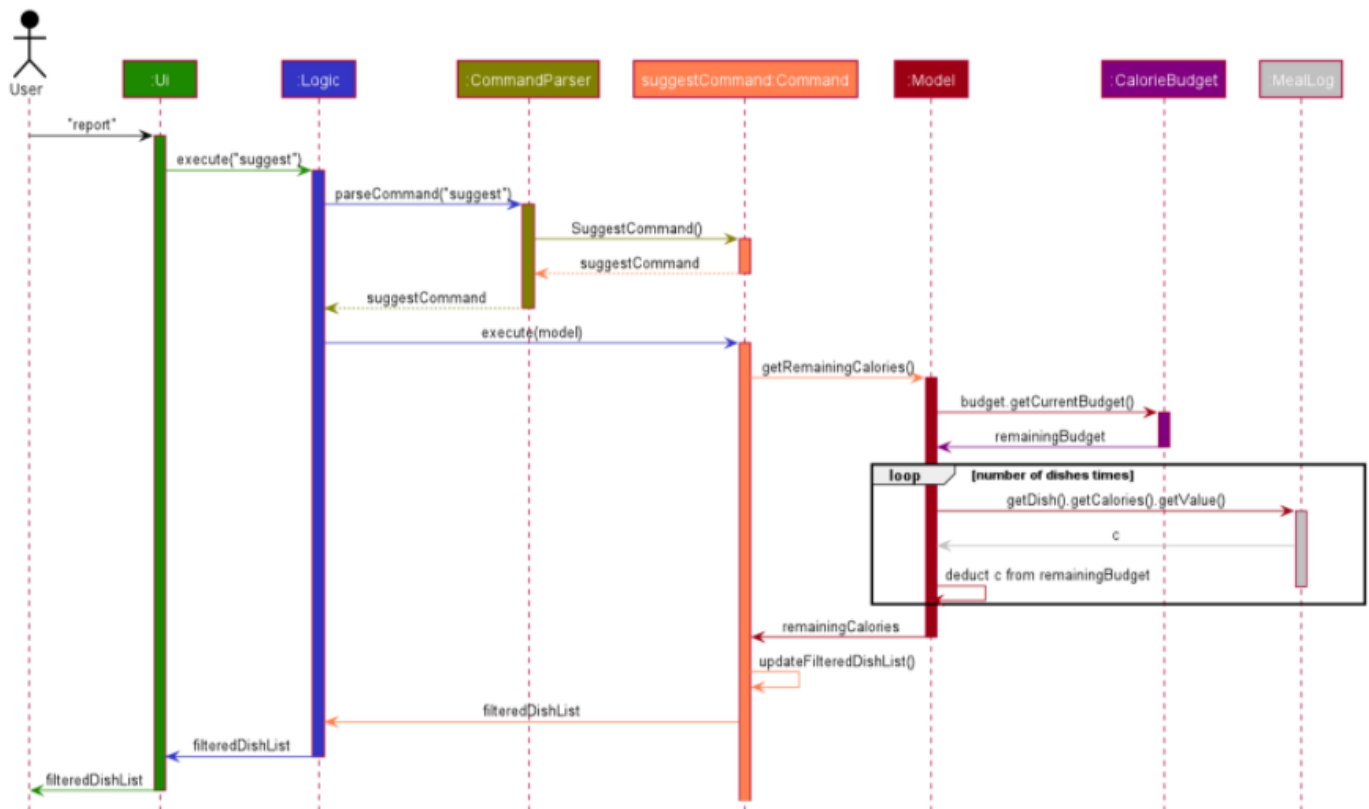 User
:Ui
:Logic
:CommandParser
suggestCommand:Command
:Model
:CalorieBudget
:MealLog
"report"
execute("suggest")
parseCommand("suggest")
SuggestCommand()
suggestCommand
suggestCommand
execute(model)
getRemainingCalories()
budget.getCurrentBudget()
remainingBudget
loop [number of dishes times]
getDish().getCalories().getValue()
c
deduct c from remainingBudget
remainingCalories
updateFilteredDishList()
filteredDishList
filteredDishList
filteredDishList